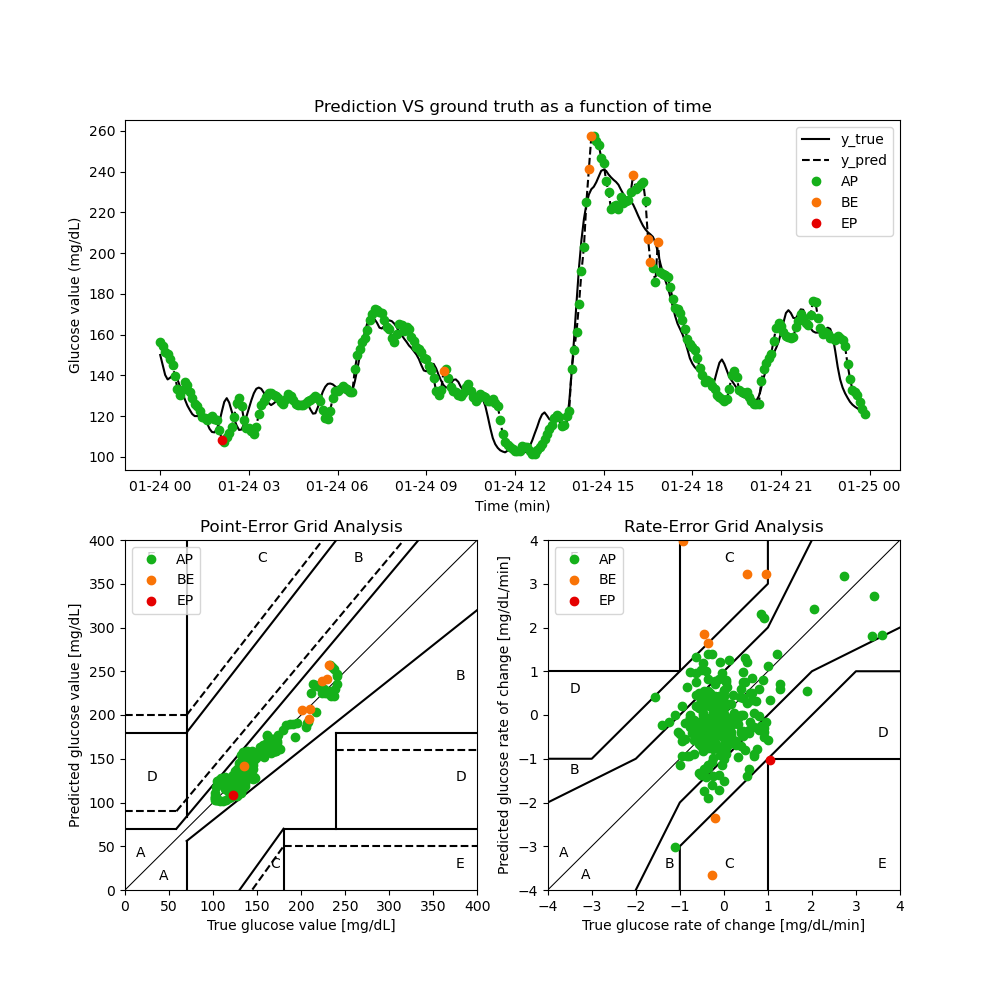 Prediction VS ground truth as a function of time
Glucose value (mg/dL)
260
240
220
200
180
160
140
120
100
y_true
y_pred
AP
BE
EP
01-24 00 01-24 03 01-24 06 01-24 09 01-24 12 01-24 15 01-24 18 01-24 21 01-25 00
Time (min)
Point-Error Grid Analysis
Predicted glucose value [mg/dL]
400
350
300
250
200
150
100
50
0
AP
BE
EP
C
B
B
D
D
A
A
C
E
0 50 100 150 200 250 300 350 400
True glucose value [mg/dL]
Rate-Error Grid Analysis
Predicted glucose rate of change [mg/dL/min]
4
3
2
1
0
−1
−2
−3
−4
AP
BE
EP
C
D
D
B
A
A
B
C
E
−4 −3 −2 −1 0 1 2 3 4
True glucose rate of change [mg/dL/min]